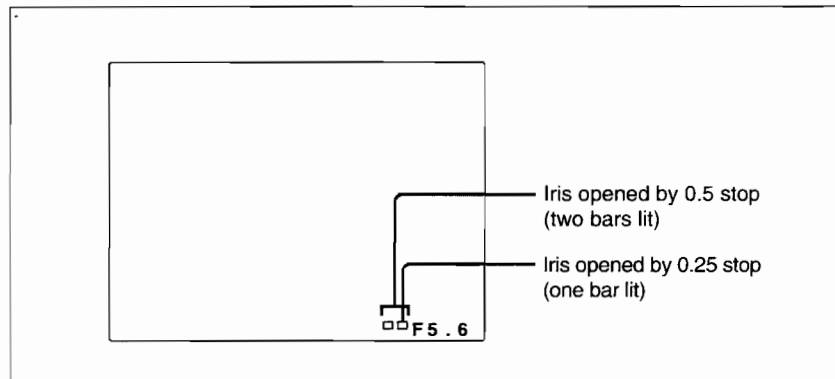 Iris opened by 0.5 stop
(two bars lit)
Iris opened by 0.25 stop
(one bar lit)
F5.6